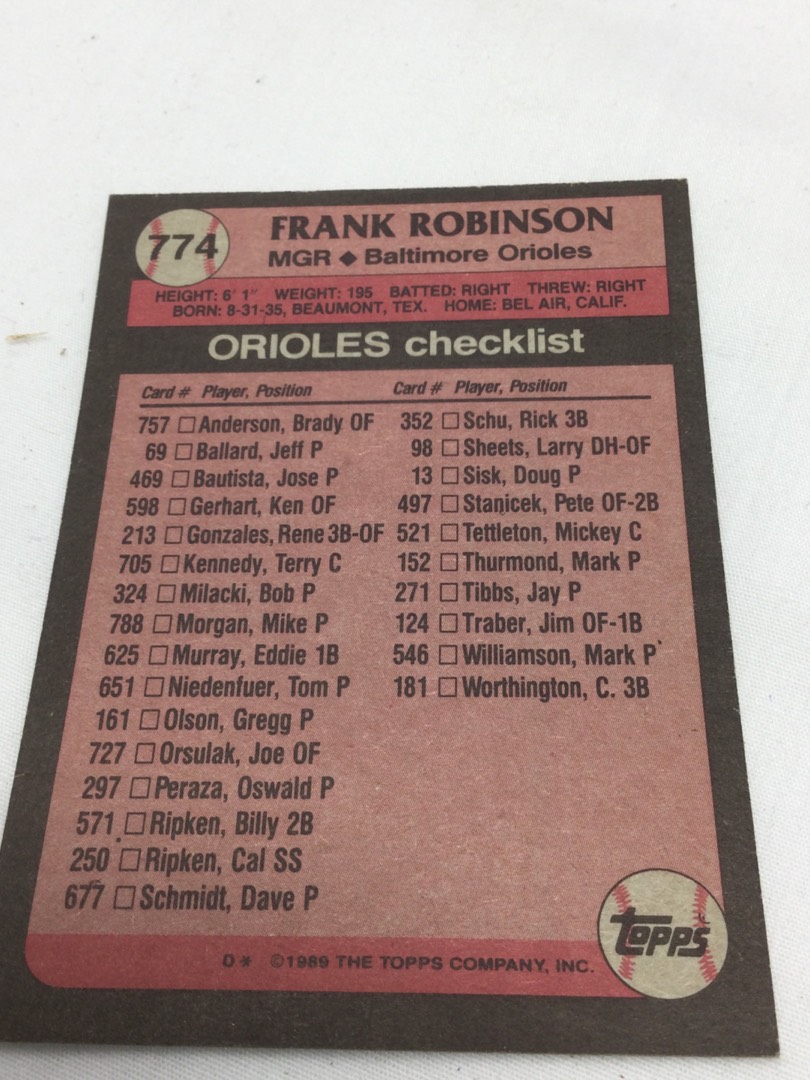 774
FRANK ROBINSON
MGR ◆ Baltimore Orioles
HEIGHT: 6' 1" WEIGHT: 195 BATTED: RIGHT THREW: RIGHT
BORN: 8-31-35, BEAUMONT, TEX. HOME: BEL AIR, CALIF.
ORIOLES checklist
Card # Player, Position
757 □ Anderson, Brady OF
69 □ Ballard, Jeff P
469 □ Bautista, Jose P
598 □ Gerhart, Ken OF
213 □ Gonzales, Rene 3B-OF
705 □ Kennedy, Terry C
324 □ Milacki, Bob P
788 □ Morgan, Mike P
625 □ Murray, Eddie 1B
651 □ Niedenfuer, Tom P
161 □ Olson, Gregg P
727 □ Orsulak, Joe OF
297 □ Peraza, Oswald P
571 □ Ripken, Billy 2B
250 □ Ripken, Cal SS
677 □ Schmidt, Dave P
Card # Player, Position
352 □ Schu, Rick 3B
98 □ Sheets, Larry DH-OF
13 □ Sisk, Doug P
497 □ Stanicek, Pete OF-2B
521 □ Tettleton, Mickey C
152 □ Thurmond, Mark P
271 □ Tibbs, Jay P
124 □ Traber, Jim OF-1B
546 □ Williamson, Mark P
181 □ Worthington, C. 3B
0 * ©1989 THE TOPPS COMPANY, INC.
topps